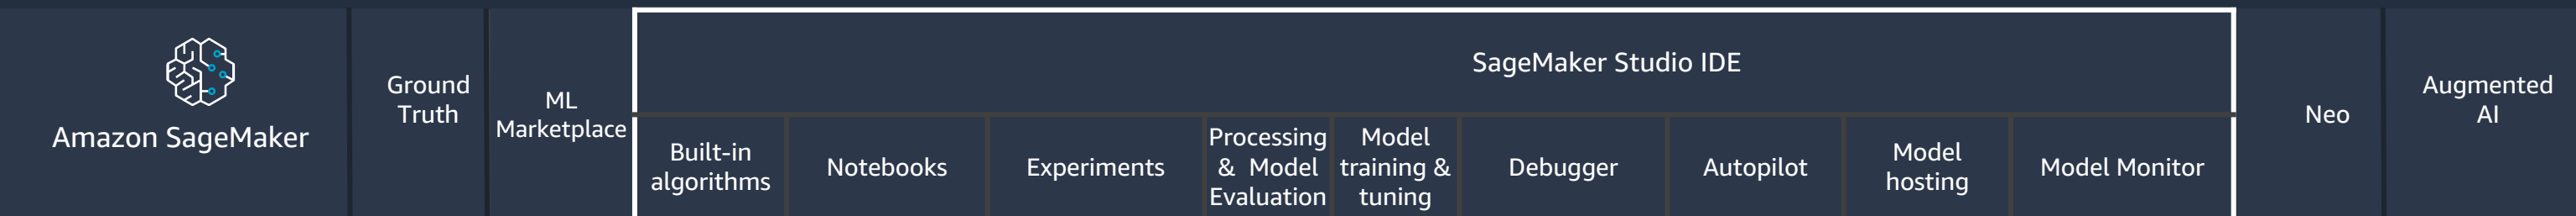 Amazon SageMaker
Ground
Truth
ML
Marketplace
SageMaker Studio IDE
Built-in
algorithms
Notebooks
Experiments
Processing
& Model
Evaluation
Model
training &
tuning
Debugger
Autopilot
Model
hosting
Model Monitor
Neo
Augmented
AI